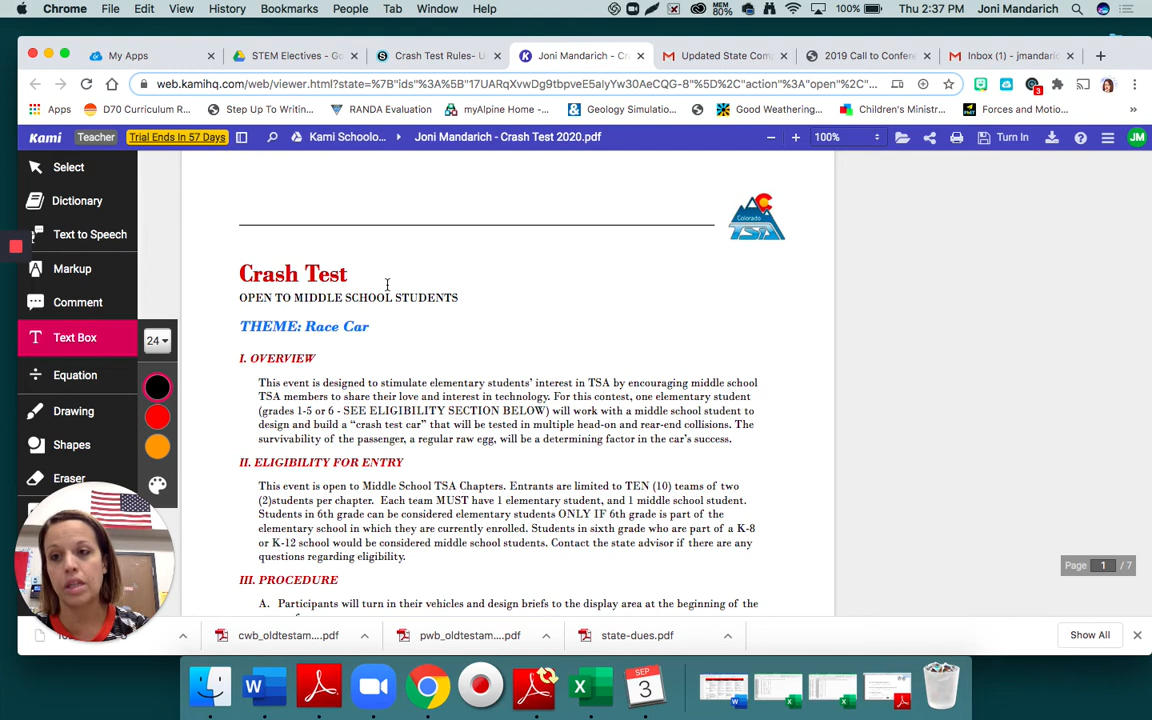 Chrome File Edit View History Bookmarks People Tab Window Help MEM 80% 100% Thu 2:37 PM Joni Mandarich
My Apps STEM Electives - Go Crash Test Rules- U Joni Mandarich - Cr Updated State Com 2019 Call to Confere Inbox (1) - jmandaric
web.kamihq.com/web/viewer.html?state=%7B"ids"%3A%5B"17UARqXvwDg9tbpveE5aIyYw30AeCQG-8"%5D%2C"action"%3A"open"%2C"... 3
Apps D70 Curriculum R... Step Up To Writing... RANDA Evaluation myAlpine Home -... Geology Simulatio... Good Weathering... Children's Ministr... Forces and Motio... »
Kami Teacher Trial Ends In 57 Days Kami Schoolo... Joni Mandarich - Crash Test 2020.pdf 100% Turn In JM
Select
Dictionary
Text to Speech
Markup
Comment
Text Box
24
Equation
Drawing
Shapes
Eraser
Colorado
TSA
Crash Test
OPEN TO MIDDLE SCHOOL STUDENTS
THEME: Race Car
I. OVERVIEW
This event is designed to stimulate elementary students' interest in TSA by encouraging middle school
TSA members to share their love and interest in technology. For this contest, one elementary student
(grades 1-5 or 6 - SEE ELIGIBILITY SECTION BELOW) will work with a middle school student to
design and build a "crash test car" that will be tested in multiple head-on and rear-end collisions. The
survivability of the passenger, a regular raw egg, will be a determining factor in the car's success.
II. ELIGIBILITY FOR ENTRY
This event is open to Middle School TSA Chapters. Entrants are limited to TEN (10) teams of two
(2)students per chapter. Each team MUST have 1 elementary student, and 1 middle school student.
Students in 6th grade can be considered elementary students ONLY IF 6th grade is part of the
elementary school in which they are currently enrolled. Students in sixth grade who are part of a K-8
or K-12 school would be considered middle school students. Contact the state advisor if there are any
questions regarding eligibility.
III. PROCEDURE
A. Participants will turn in their vehicles and design briefs to the display area at the beginning of the
Page 1 / 7
cwb_oldtestam....pdf pwb_oldtestam....pdf state-dues.pdf Show All
SEP
3